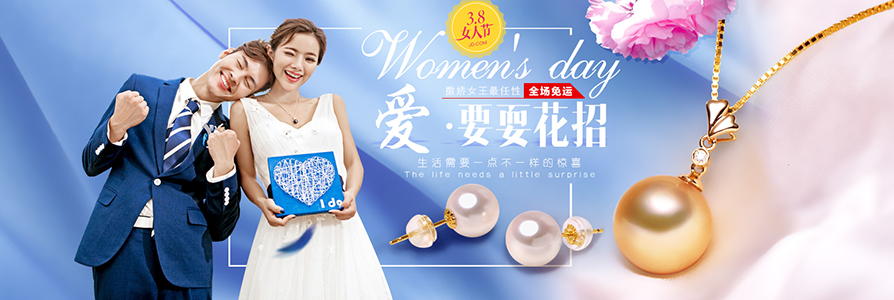 3.8
女人节
JD.COM
Women's day
撒娇女王最任性 全场免运
爱·要耍花招
生活需要一点不一样的惊喜
The life needs a little surprise
I do